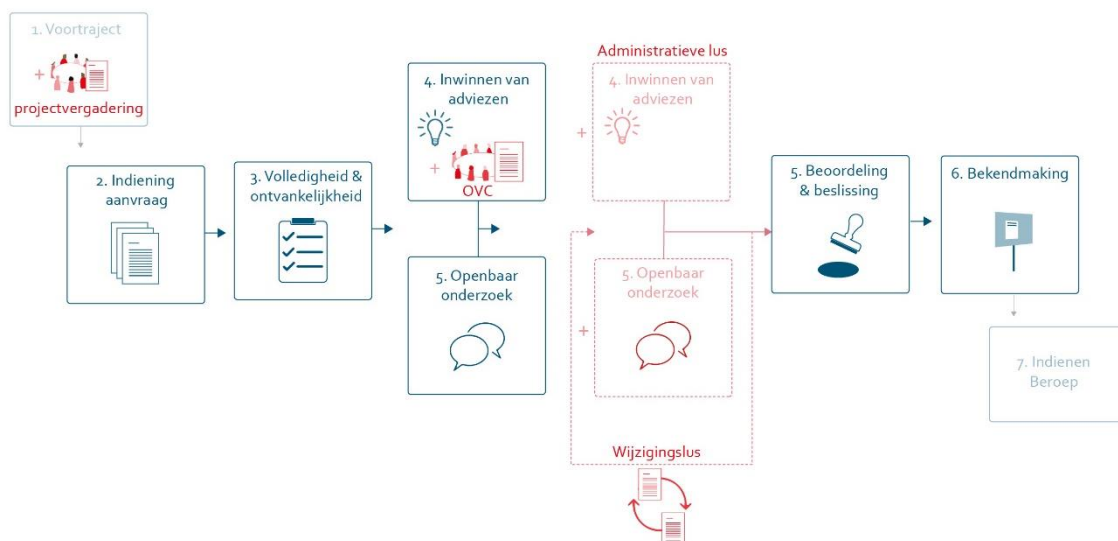 1. Voortraject
+
projectvergadering
2. Indiening
aanvraag
3. Volledigheid &
ontvankelijkheid
4. Inwinnen van
adviezen
+
OVC
5. Openbaar
onderzoek
Administratieve lus
4. Inwinnen van
adviezen
+
5. Openbaar
onderzoek
+
Wijzigingslus
5. Beoordeling
& beslissing
6. Bekendmaking
7. Indienen
Beroep